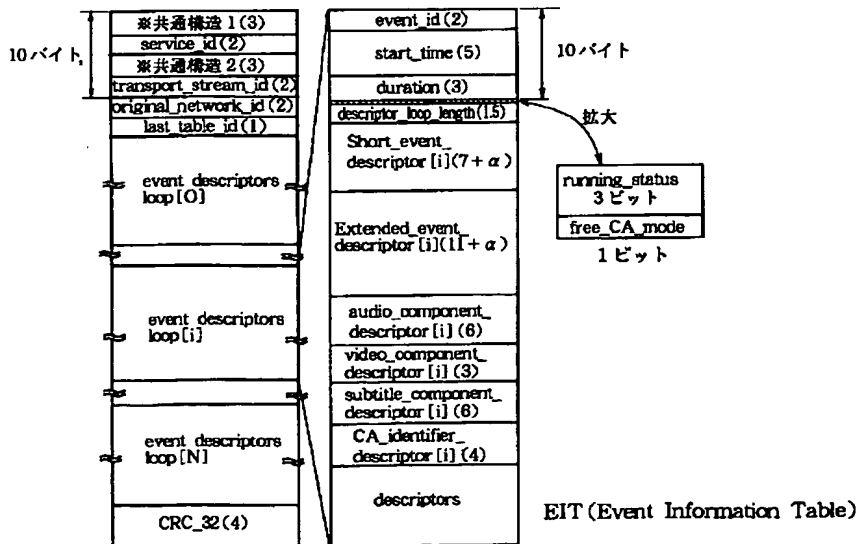 10バイト
※共通構造1(3)
service_id(2)
※共通構造2(3)
transport_stream_id(2)
original_network_id(2)
last_table_id(1)
event descriptors
loop[0]
event descriptors
loop[i]
event descriptors
loop[N]
CRC_32(4)
event_id(2)
start_time(5)
duration(3)
descriptor_loop_length(1.5)
Short_event_
descriptor[i](7+α)
Extended_event_
descriptor[i](11+α)
audio_component_
descriptor[i](6)
video_component_
descriptor[i](3)
subtitle_component_
descriptor[i](6)
CA_identifier_
descriptor[i](4)
descriptors
10バイト
拡大
running_status
3ビット
free_CA_mode
1ビット
EIT(Event Information Table)